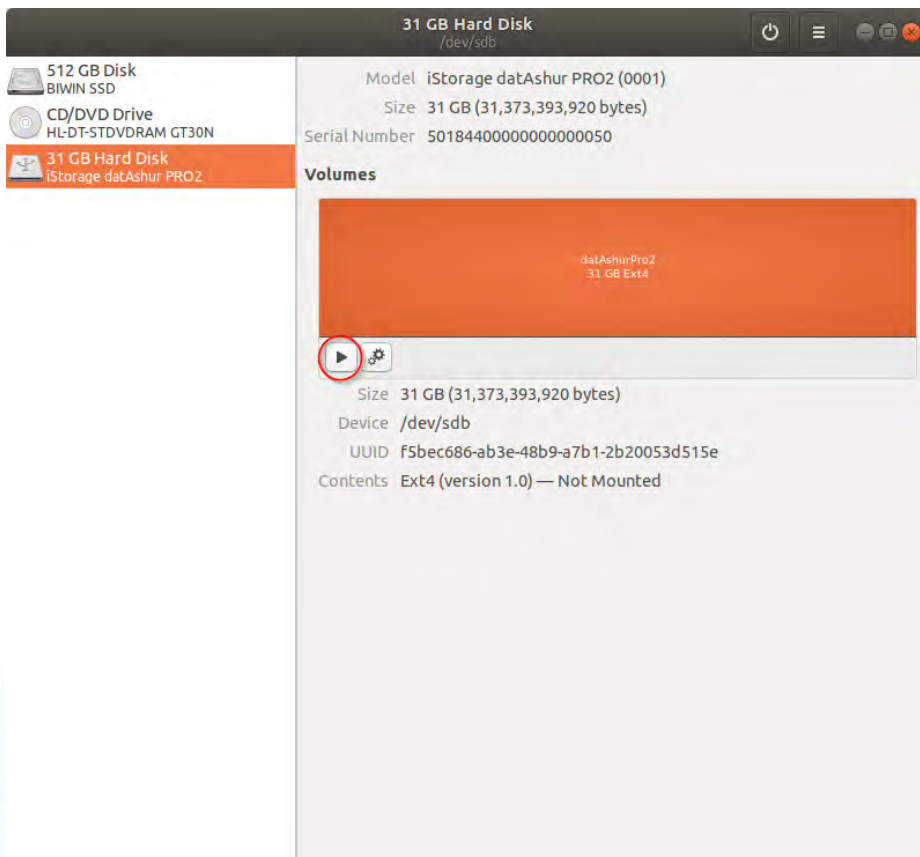 31 GB Hard Disk
/dev/sdb
512 GB Disk
BIWIN SSD
CD/DVD Drive
HL-DT-STDVDRAM GT30N
31 GB Hard Disk
iStorage datAshur PRO2
Model iStorage datAshur PRO2 (0001)
Size 31 GB (31,373,393,920 bytes)
Serial Number 50184400000000000050
Volumes
datAshurPro2
31 GB Ext4
Size 31 GB (31,373,393,920 bytes)
Device /dev/sdb
UUID f5bec686-ab3e-48b9-a7b1-2b20053d515e
Contents Ext4 (version 1.0) — Not Mounted